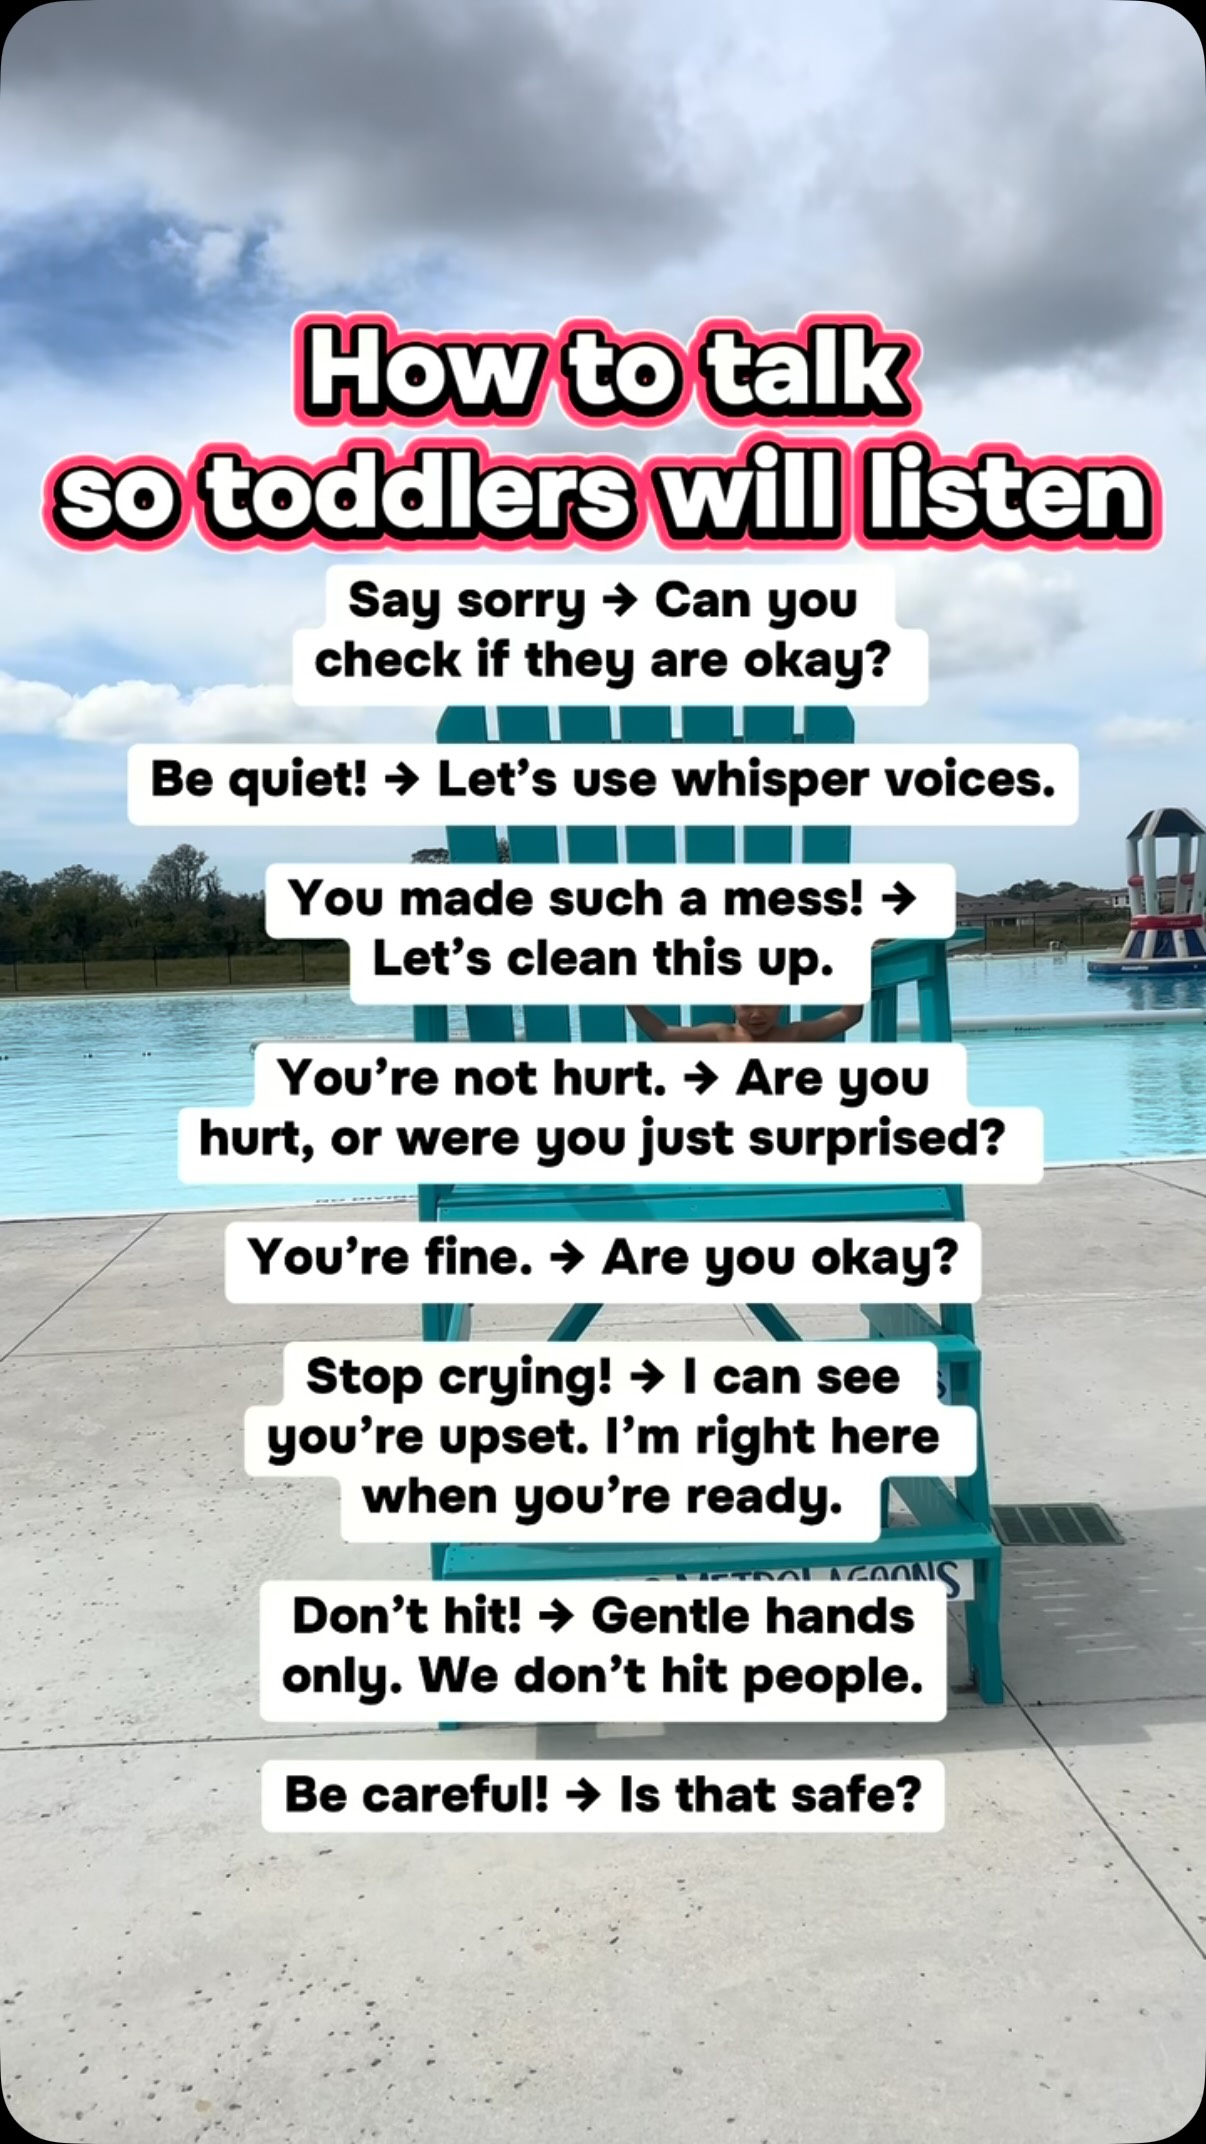 How to talk
so toddlers will listen
Say sorry → Can you
check if they are okay?
Be quiet! → Let’s use whisper voices.
You made such a mess! →
Let’s clean this up.
You’re not hurt. → Are you
hurt, or were you just surprised?
You’re fine. → Are you okay?
Stop crying! → I can see
you’re upset. I’m right here
when you’re ready.
METROLAGOONS
Don’t hit! → Gentle hands
only. We don’t hit people.
Be careful! → Is that safe?